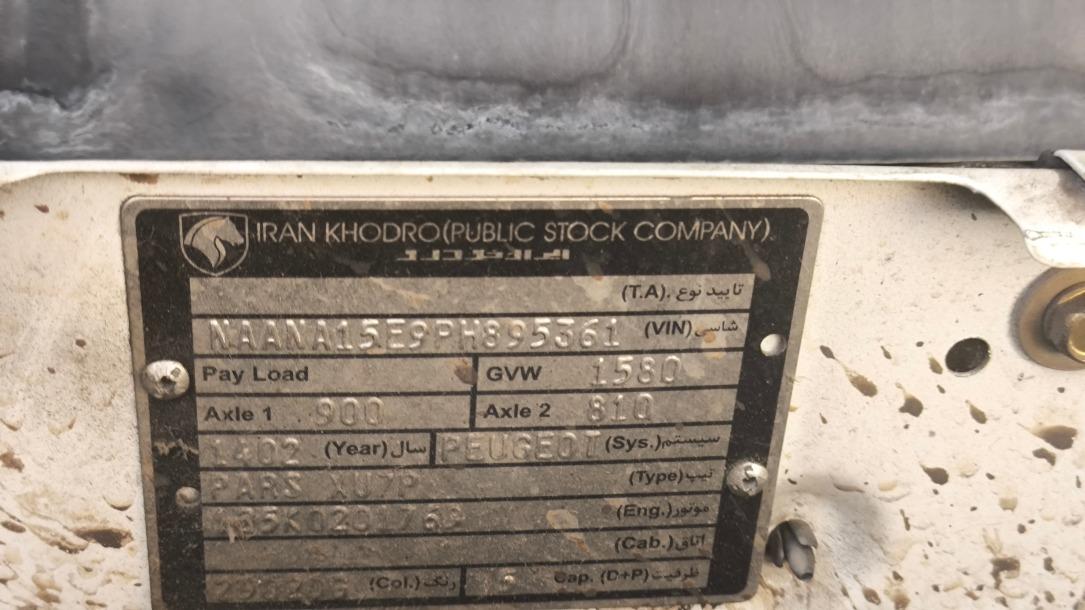 IRAN KHODRO(PUBLIC STOCK COMPANY)
ایران خودرو
تایید نوع .(T.A)
NAANA15E9PH895361 (VIN) شاسی
Pay Load GVW 1580
Axle 1 900 Axle 2 810
1402 (Year) سال PEUGEOT (Sys.) سیستم
PARS XU7P (Type) تیپ
(Eng.) موتور
(Cab.) اتاق
(Col.) رنگ Cap. (D+P) ظرفیت